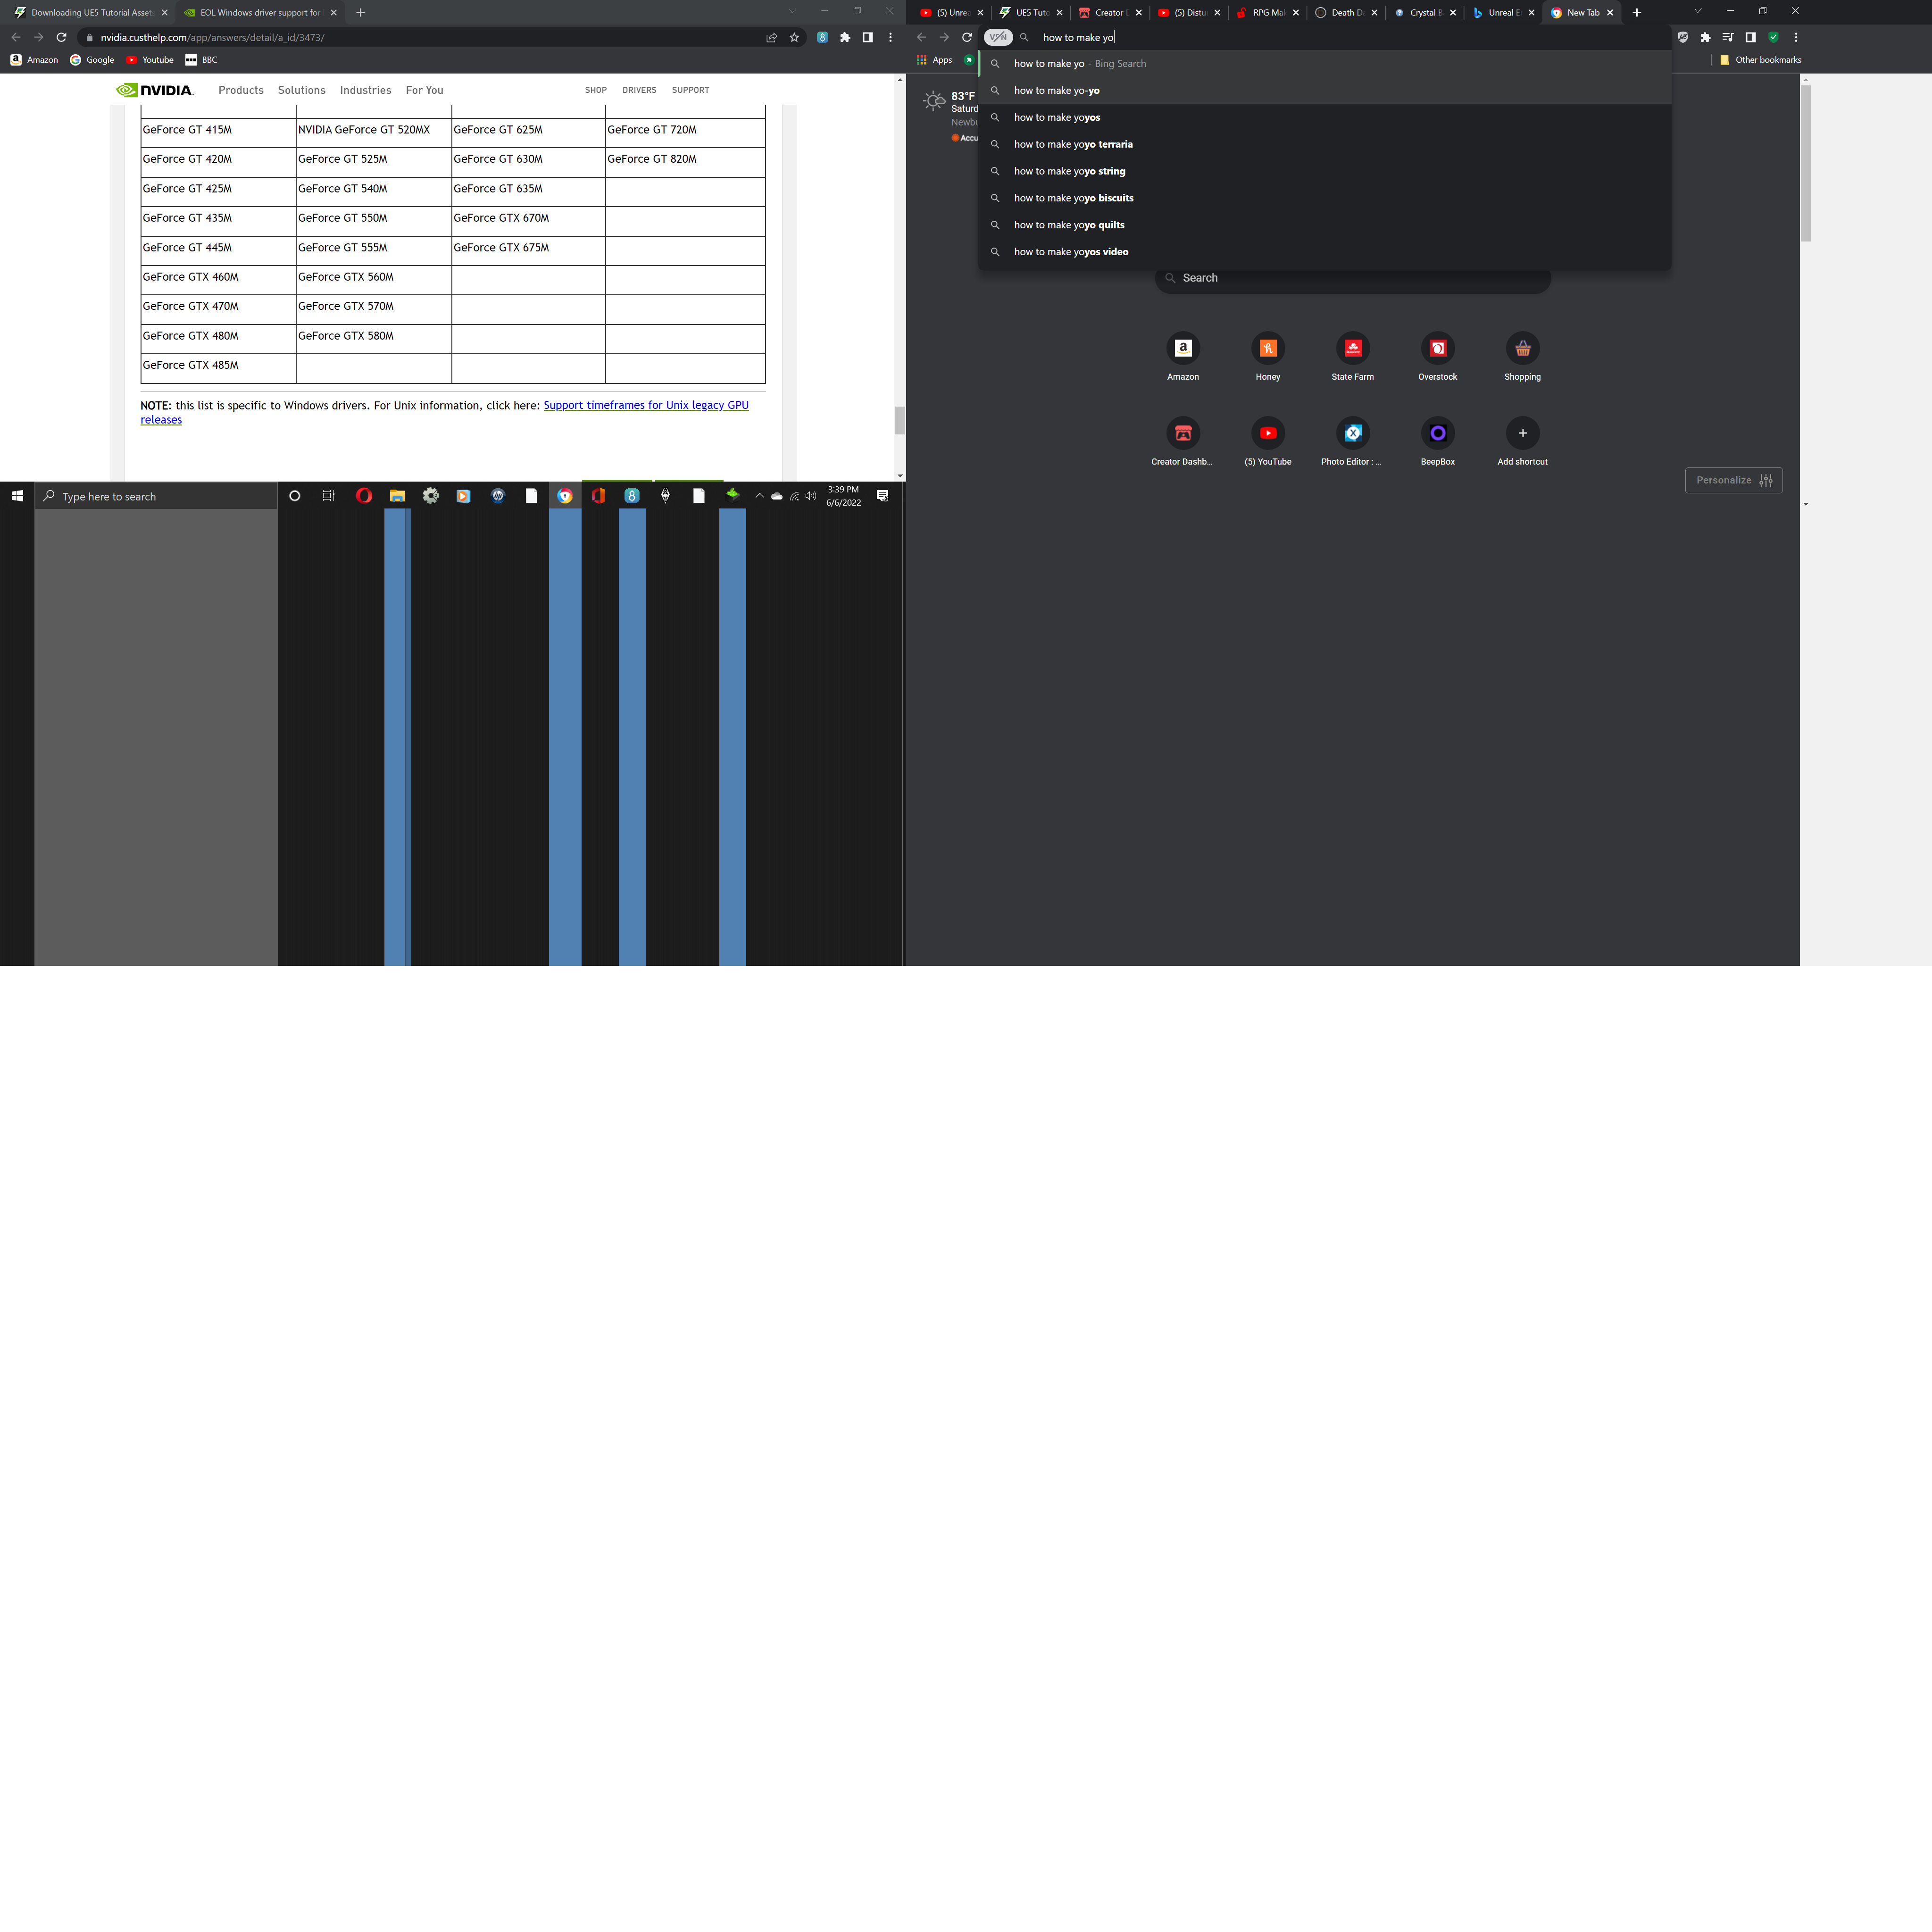 Downloading UE5 Tutorial Assets
EOL Windows driver support for
nvidia.custhelp.com/app/answers/detail/a_id/3473/
Amazon Google Youtube BBC
NVIDIA. Products Solutions Industries For You SHOP DRIVERS SUPPORT
GeForce GT 415M NVIDIA GeForce GT 520MX GeForce GT 625M GeForce GT 720M
GeForce GT 420M GeForce GT 525M GeForce GT 630M GeForce GT 820M
GeForce GT 425M GeForce GT 540M GeForce GT 635M
GeForce GT 435M GeForce GT 550M GeForce GTX 670M
GeForce GT 445M GeForce GT 555M GeForce GTX 675M
GeForce GTX 460M GeForce GTX 560M
GeForce GTX 470M GeForce GTX 570M
GeForce GTX 480M GeForce GTX 580M
GeForce GTX 485M
NOTE: this list is specific to Windows drivers. For Unix information, click here: Support timeframes for Unix legacy GPU
releases
Type here to search
3:39 PM
6/6/2022
(5) Unrea UE5 Tuto Creator D (5) Distu RPG Mak Death Do Crystal B Unreal E New Tab
VPN how to make yo
Apps Other bookmarks
how to make yo - Bing Search
how to make yo-yo
how to make yoyos
how to make yoyo terraria
how to make yoyo string
how to make yoyo biscuits
how to make yoyo quilts
how to make yoyos video
83°F
Saturd
Newbu
Accu
Search
Amazon Honey State Farm Overstock Shopping
Creator Dashb... (5) YouTube Photo Editor : ... BeepBox Add shortcut
Personalize